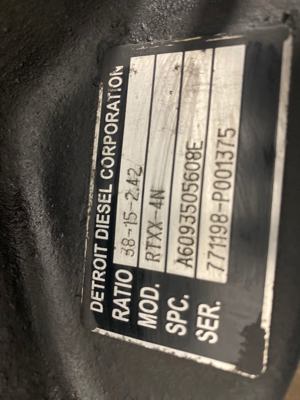 DETROIT DIESEL CORPORATION
RATIO 38-15-2.42
MOD. RTXX-4N
SPC. A6093505608E
SER. 771198-P001375